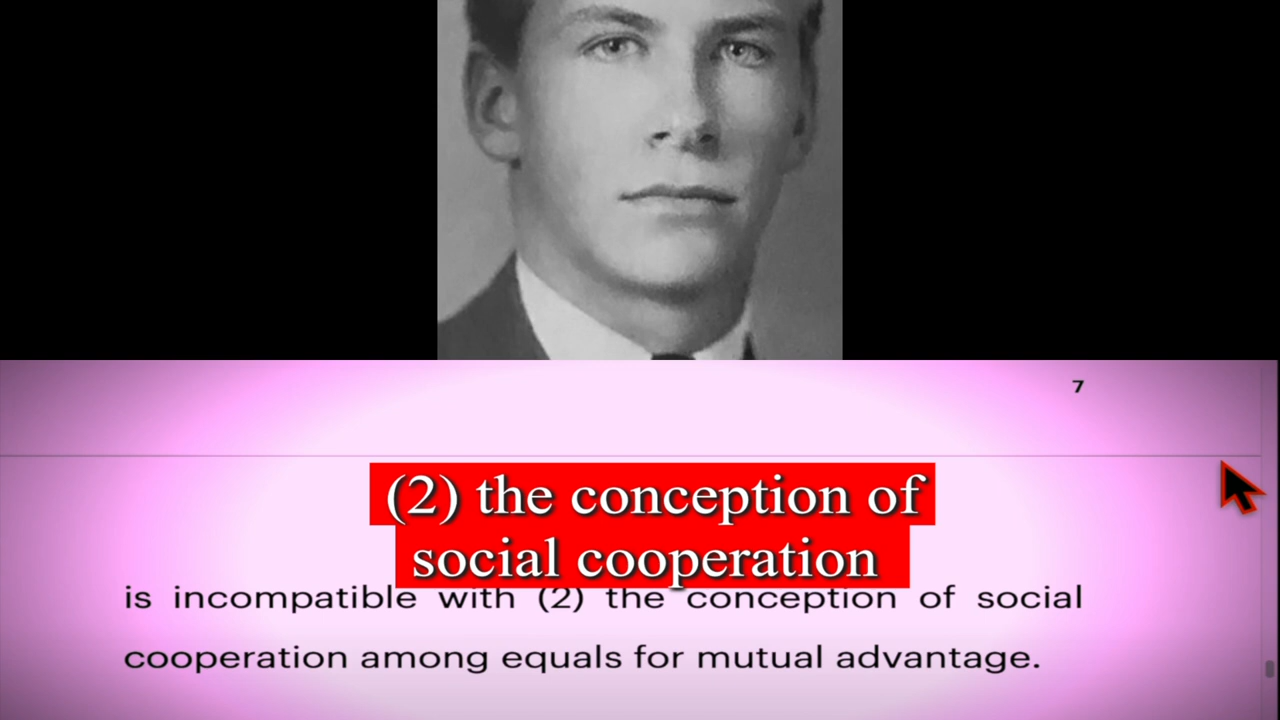 7
(2) the conception of
social cooperation
is incompatible with (2) the conception of social
cooperation among equals for mutual advantage.